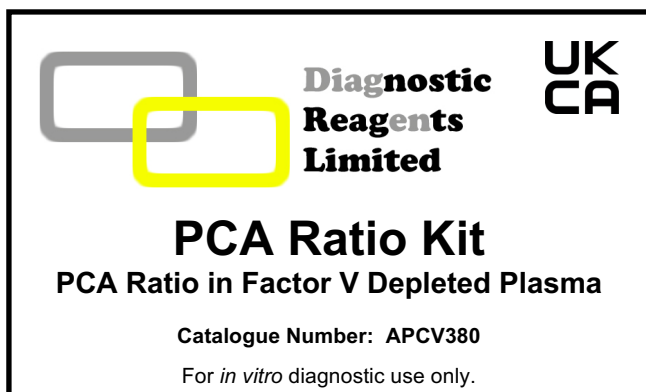 Diagnostic
Reagents
Limited
UK
CA
PCA Ratio Kit
PCA Ratio in Factor V Depleted Plasma
Catalogue Number: APCV380
For in vitro diagnostic use only.